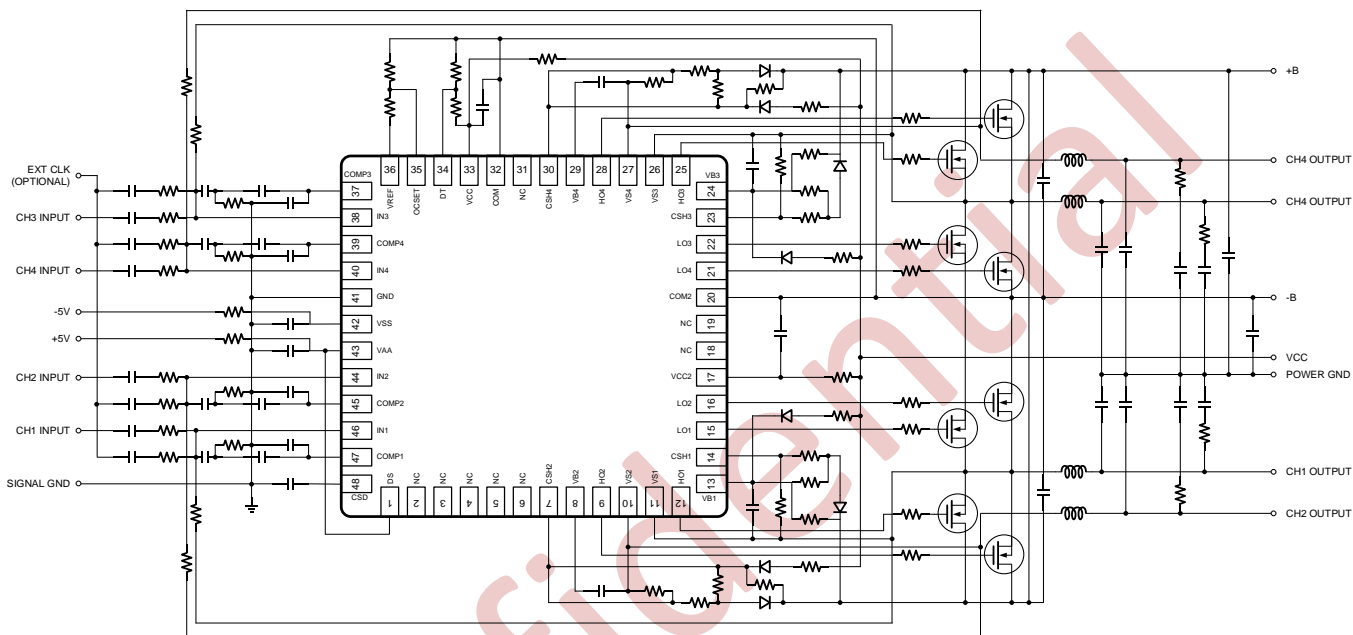 EXT CLK
(OPTIONAL)
CH3 INPUT
CH4 INPUT
-5V
+5V
CH2 INPUT
CH1 INPUT
SIGNAL GND
36
35
34
33
32
31
30
29
28
27
26
25
VREF
OCSET
DT
VCC
COM
NC
CSH4
VB4
HO4
VS4
VS3
HO3
COMP3
37
38
IN3
39
COMP4
40
IN4
41
GND
42
VSS
43
VAA
44
IN2
45
COMP2
46
IN1
47
COMP1
48
CSD
VB3
24
CSH3
23
LO3
22
LO4
21
COM2
20
NC
19
NC
18
VCC2
17
LO2
16
LO1
15
CSH1
14
13
VB1
DS
NC
NC
NC
NC
NC
CSH2
VB2
HO2
VS2
VS1
HO1
1
2
3
4
5
6
7
8
9
10
11
12
+B
CH4 OUTPUT
CH4 OUTPUT
-B
VCC
POWER GND
CH1 OUTPUT
CH2 OUTPUT
fidential